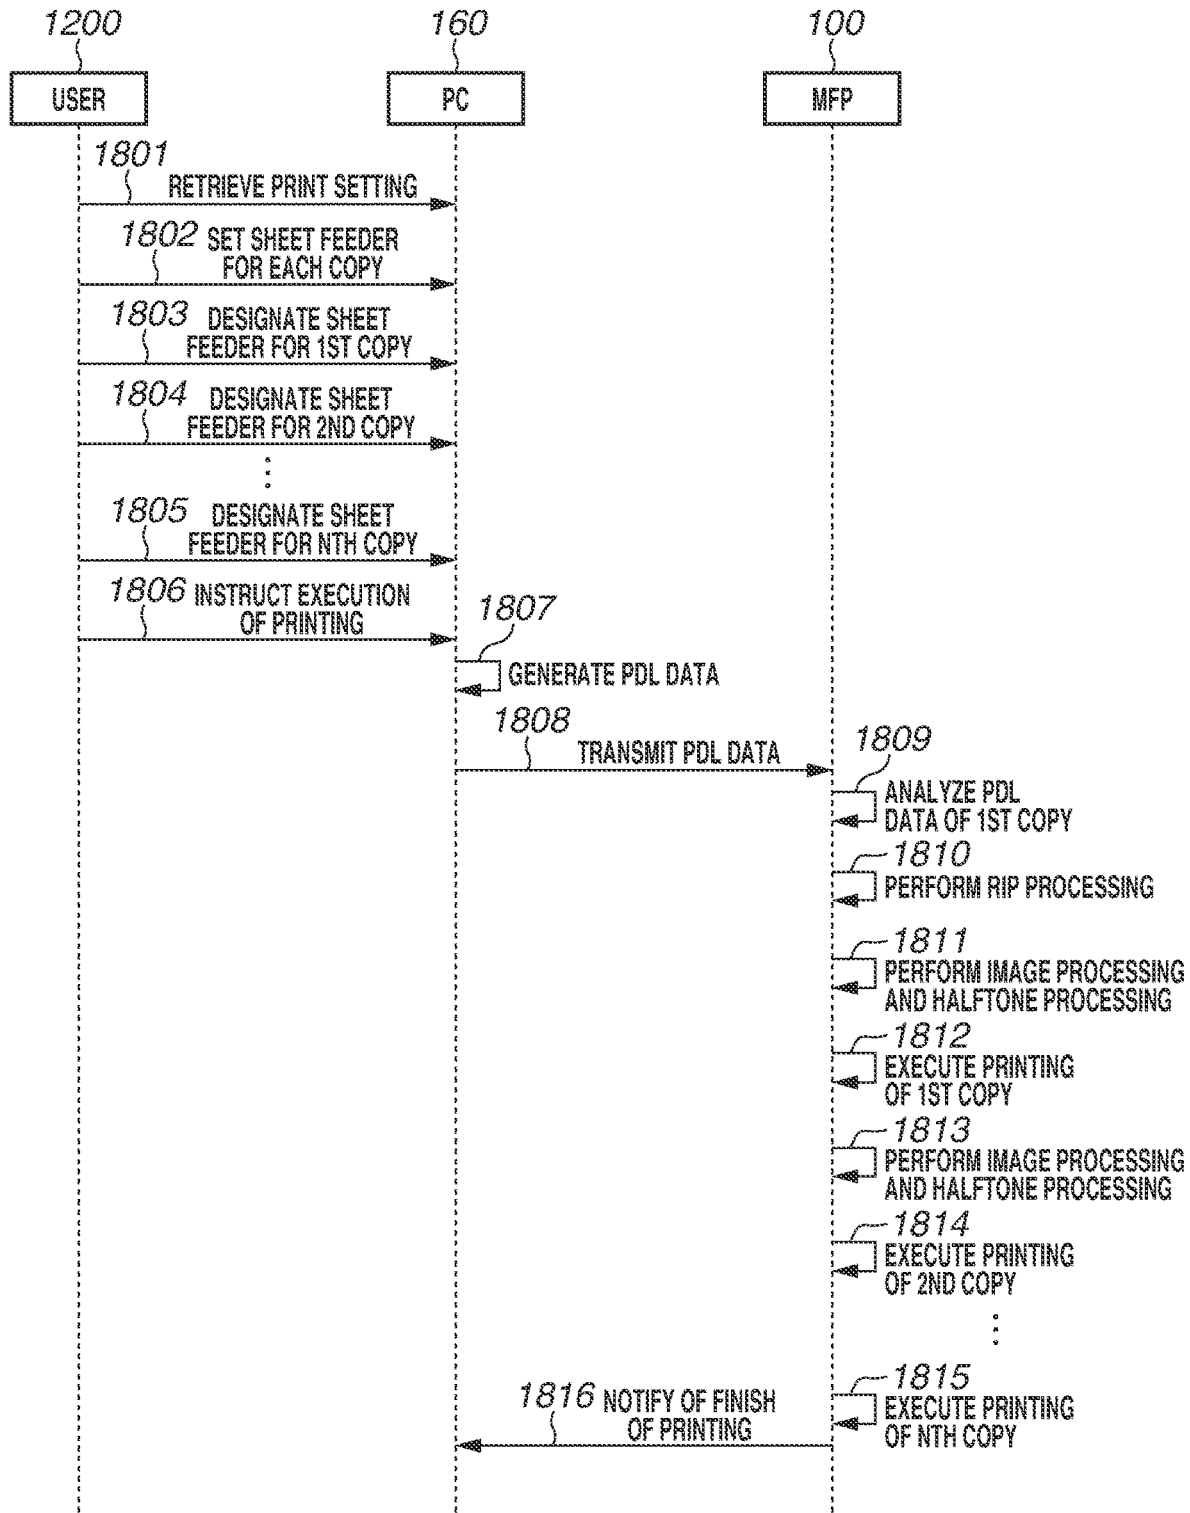 1200
160
100
USER
PC
MFP
1801
RETRIEVE PRINT SETTING
1802
SET SHEET FEEDER
FOR EACH COPY
1803
DESIGNATE SHEET
FEEDER FOR 1ST COPY
1804
DESIGNATE SHEET
FEEDER FOR 2ND COPY
1805
DESIGNATE SHEET
FEEDER FOR NTH COPY
1806
INSTRUCT EXECUTION
OF PRINTING
1807
GENERATE PDL DATA
1808
TRANSMIT PDL DATA
1809
ANALYZE PDL
DATA OF 1ST COPY
1810
PERFORM RIP PROCESSING
1811
PERFORM IMAGE PROCESSING
AND HALFTONE PROCESSING
1812
EXECUTE PRINTING
OF 1ST COPY
1813
PERFORM IMAGE PROCESSING
AND HALFTONE PROCESSING
1814
EXECUTE PRINTING
OF 2ND COPY
1815
EXECUTE PRINTING
OF NTH COPY
1816
NOTIFY OF FINISH
OF PRINTING